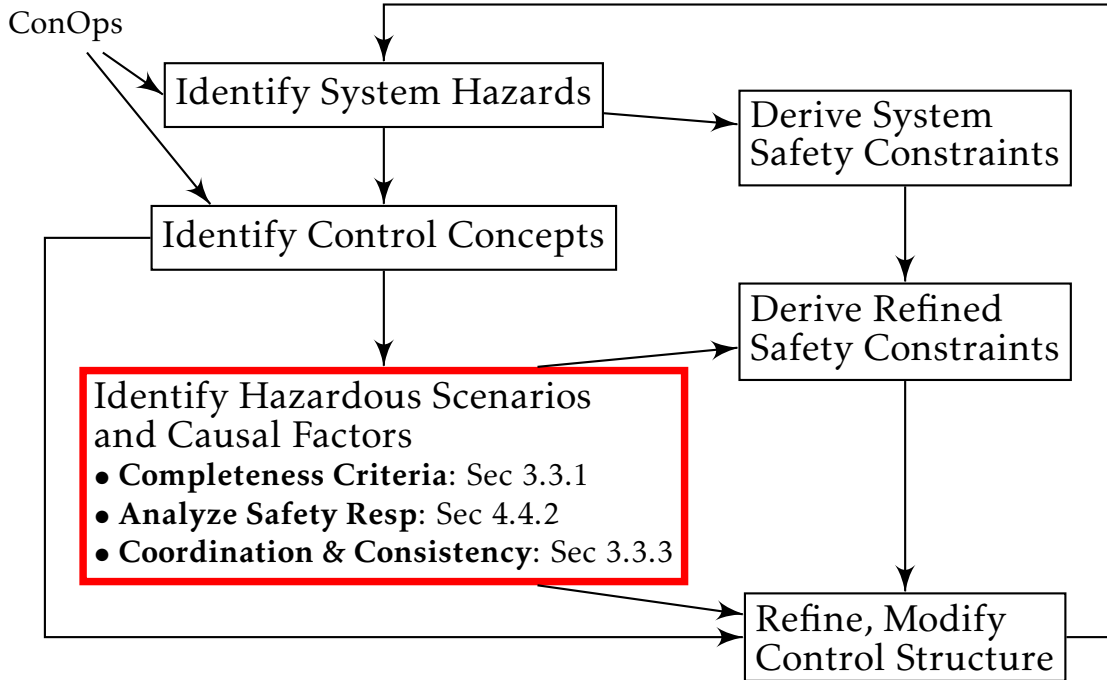 ConOps
Identify System Hazards
Derive System
Safety Constraints
Identify Control Concepts
Derive Refined
Safety Constraints
Identify Hazardous Scenarios
and Causal Factors
• Completeness Criteria: Sec 3.3.1
• Analyze Safety Resp: Sec 4.4.2
• Coordination & Consistency: Sec 3.3.3
Refine, Modify
Control Structure